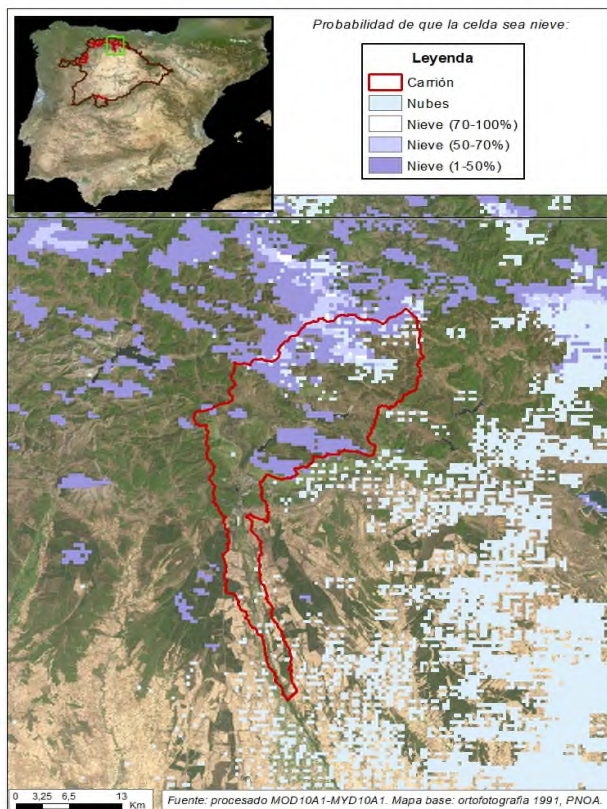 Probabilidad de que la celda sea nieve:
Leyenda
Carrión
Nubes
Nieve (70-100%)
Nieve (50-70%)
Nieve (1-50%)
0 3,25 6,5 13
Km
Fuente: procesado MOD10A1-MYD10A1. Mapa base: ortofotografía 1991, PNOA